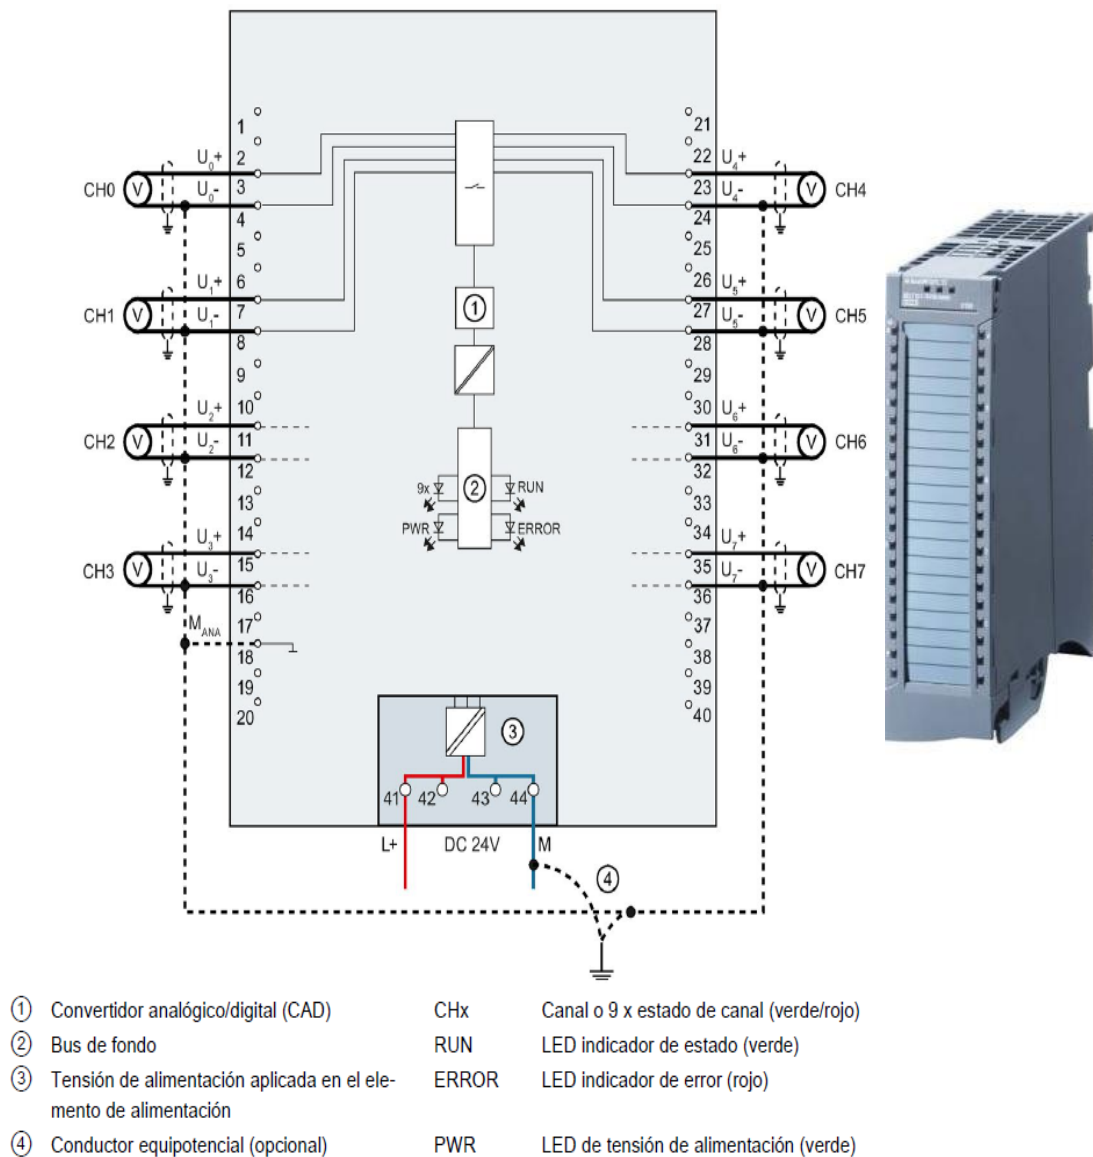 1
2
3
4
5
6
7
8
9
10
11
12
13
14
15
16
17
18
19
20
21
22
23
24
25
26
27
28
29
30
31
32
33
34
35
36
37
38
39
40
CH0 V U0+
U0-
CH1 V U1+
U1-
CH2 V U2+
U2-
CH3 V U3+
U3-
MANA
U4+ V CH4
U4-
U5+ V CH5
U5-
U6+ V CH6
U6-
U7+ V CH7
U7-
①
9x ② RUN
PWR ERROR
③
41 42 43 44
L+ DC 24V M
④
① Convertidor analógico/digital (CAD) CHx Canal o 9 x estado de canal (verde/rojo)
② Bus de fondo RUN LED indicador de estado (verde)
③ Tensión de alimentación aplicada en el ele- ERROR LED indicador de error (rojo)
mento de alimentación
④ Conductor equipotencial (opcional) PWR LED de tensión de alimentación (verde)